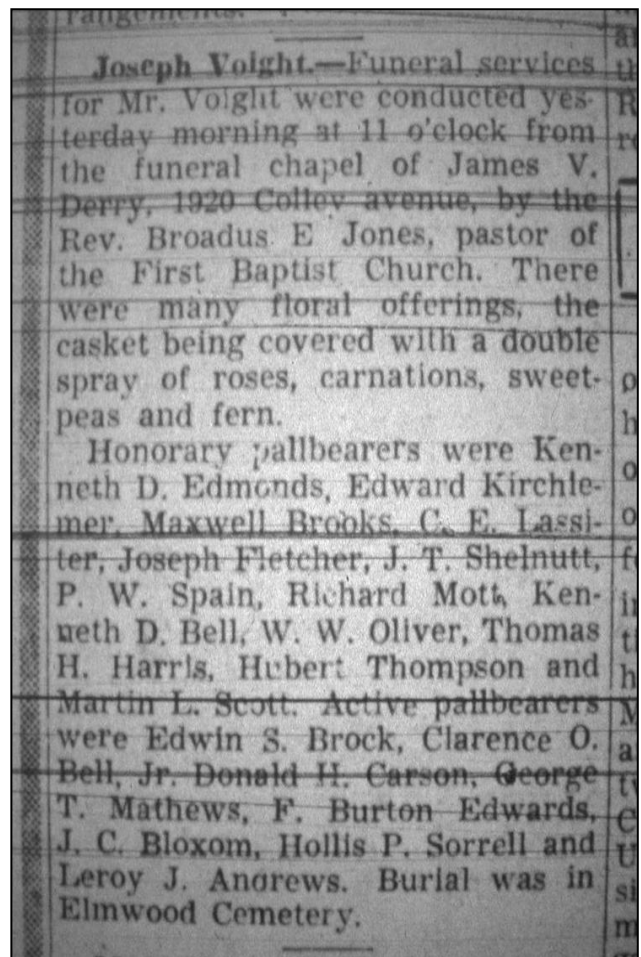 rangements.
Joseph Voight.—Funeral services
for Mr. Voight were conducted yes-
terday morning at 11 o'clock from
the funeral chapel of James V.
Derry, 1920 Colley avenue, by the
Rev. Broadus E Jones, pastor of
the First Baptist Church. There
were many floral offerings, the
casket being covered with a double
spray of roses, carnations, sweet-
peas and fern.
Honorary pallbearers were Ken-
neth D. Edmonds, Edward Kirchle-
mer, Maxwell Brooks, C. E. Lassi-
ter, Joseph Fletcher, J. T. Shelnutt,
P. W. Spain, Richard Mott, Ken-
neth D. Bell, W. W. Oliver, Thomas
H. Harris, Hubert Thompson and
Martin L. Scott. Active pallbearers
were Edwin S. Brock, Clarence O.
Bell, Jr. Donald H. Carson, George
T. Mathews, F. Burton Edwards,
J. C. Bloxom, Hollis P. Sorrell and
Leroy J. Andrews. Burial was in
Elmwood Cemetery.